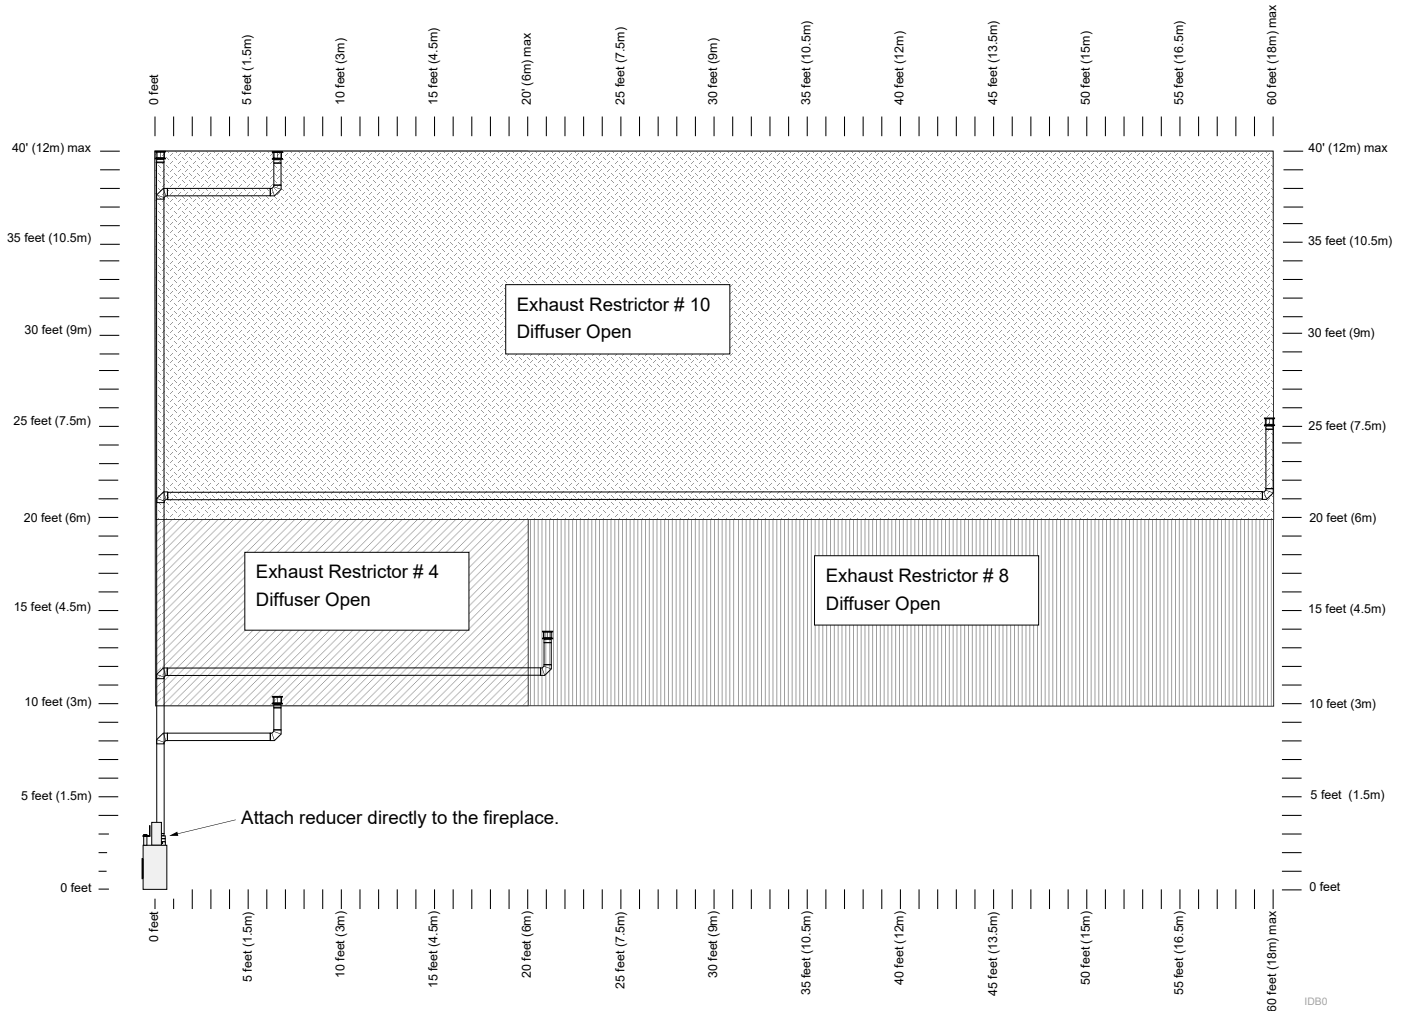 0 feet
5 feet (1.5m)
10 feet (3m)
15 feet (4.5m)
20' (6m) max
25 feet (7.5m)
30 feet (9m)
35 feet (10.5m)
40 feet (12m)
45 feet (13.5m)
50 feet (15m)
55 feet (16.5m)
60 feet (18m) max
40' (12m) max
40' (12m) max
35 feet (10.5m)
35 feet (10.5m)
Exhaust Restrictor # 10
Diffuser Open
30 feet (9m)
30 feet (9m)
25 feet (7.5m)
25 feet (7.5m)
20 feet (6m)
20 feet (6m)
Exhaust Restrictor # 4
Diffuser Open
Exhaust Restrictor # 8
Diffuser Open
15 feet (4.5m)
15 feet (4.5m)
10 feet (3m)
10 feet (3m)
5 feet (1.5m)
5 feet (1.5m)
Attach reducer directly to the fireplace.
0 feet
0 feet
0 feet
5 feet (1.5m)
10 feet (3m)
15 feet (4.5m)
20 feet (6m)
25 feet (7.5m)
30 feet (9m)
35 feet (10.5m)
40 feet (12m)
45 feet (13.5m)
50 feet (15m)
55 feet (16.5m)
60 feet (18m) max
IDB0